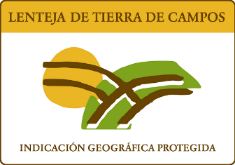 LENTEJA DE TIERRA DE CAMPOS
INDICACIÓN GEOGRÁFICA PROTEGIDA